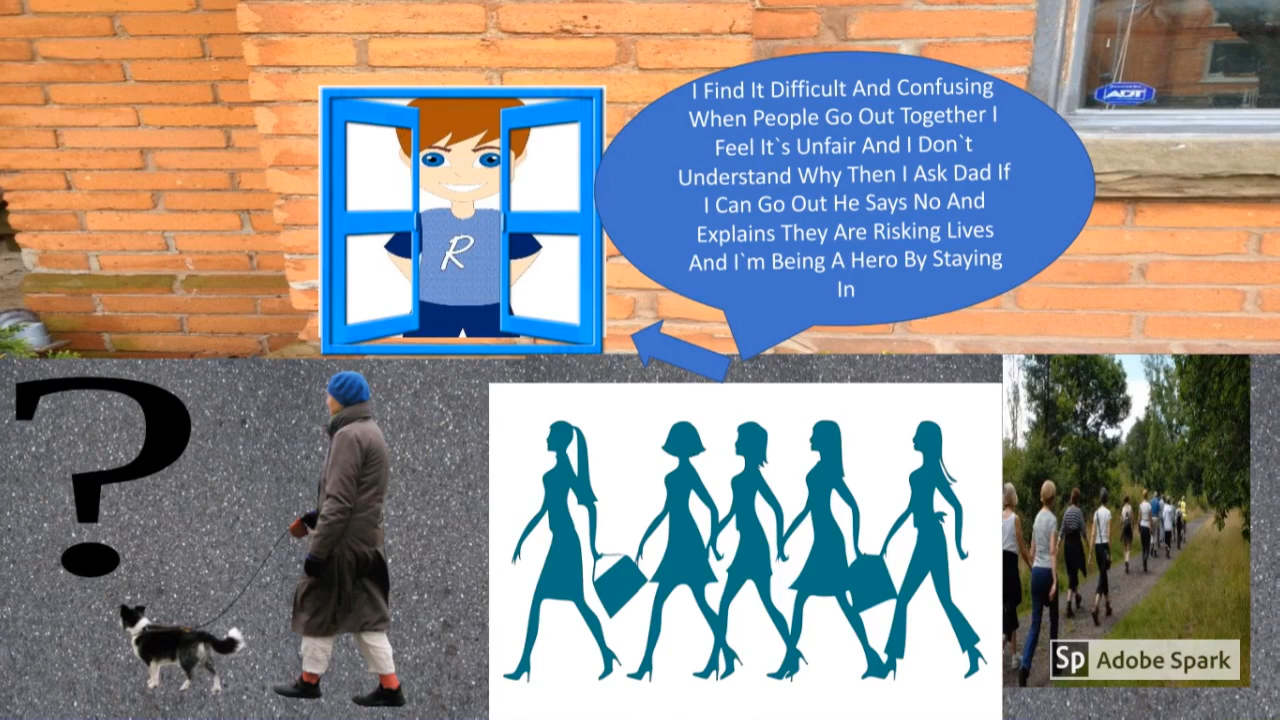 I Find It Difficult And Confusing
When People Go Out Together I
Feel It`s Unfair And I Don`t
Understand Why Then I Ask Dad If
I Can Go Out He Says No And
Explains They Are Risking Lives
And I`m Being A Hero By Staying
In
ADT
R
?
Sp Adobe Spark